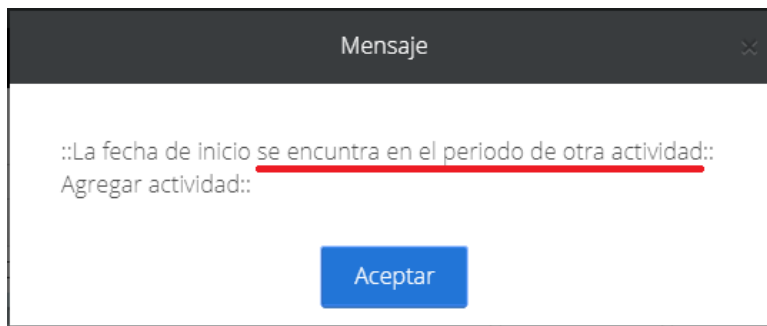 Mensaje
::La fecha de inicio se encuntra en el periodo de otra actividad::
Agregar actividad::
Aceptar